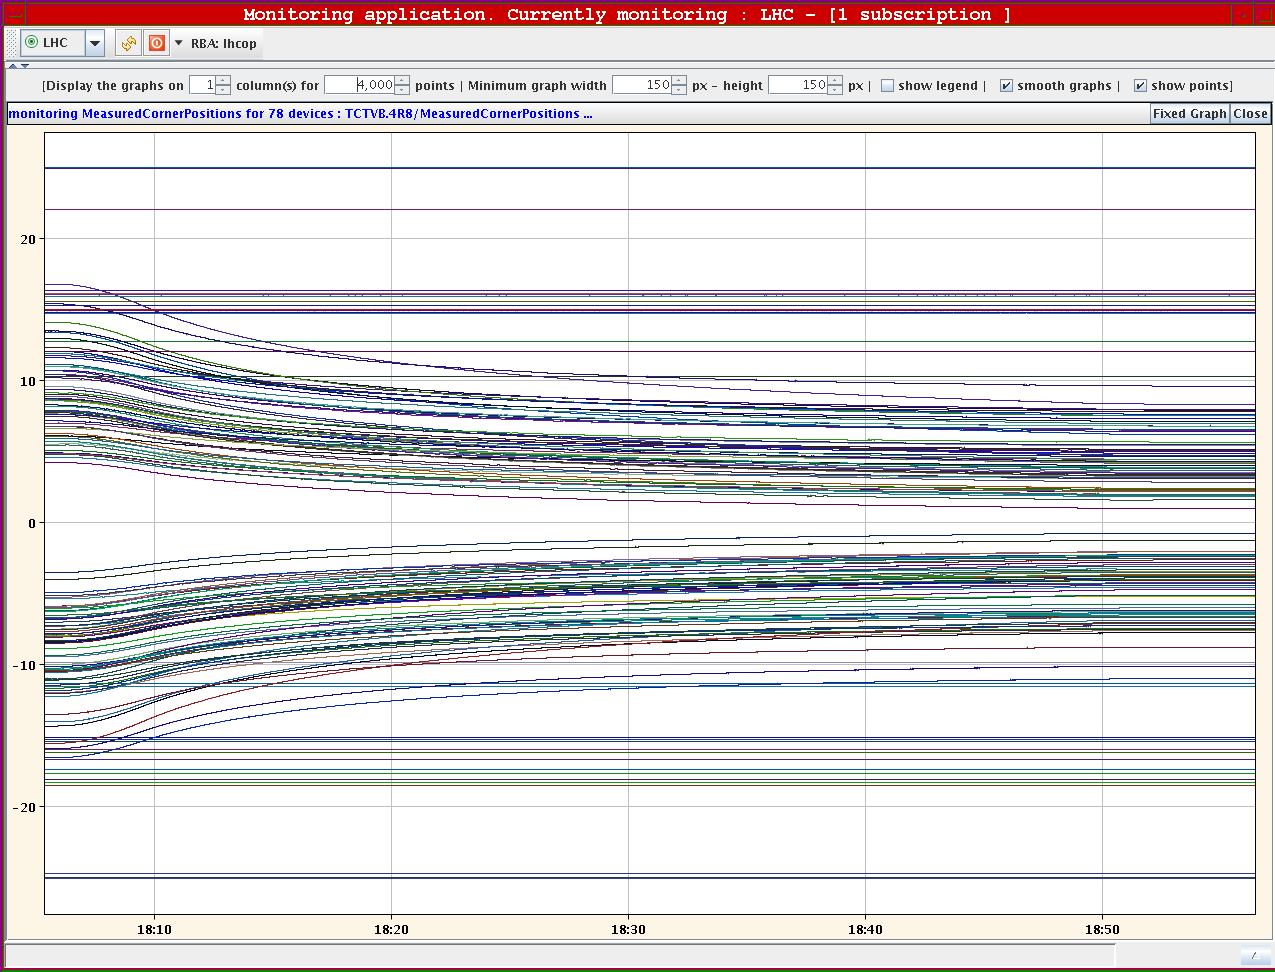 Monitoring application. Currently monitoring : LHC - [1 subscription ]
LHC RBA: lhcop
[Display the graphs on 1 column(s) for 4,000 points | Minimum graph width 150 px - height 150 px | show legend | smooth graphs | show points]
monitoring MeasuredCornerPositions for 78 devices : TCTVB.4R8/MeasuredCornerPositions ... Fixed Graph Close
20
10
0
-10
-20
18:10 18:20 18:30 18:40 18:50